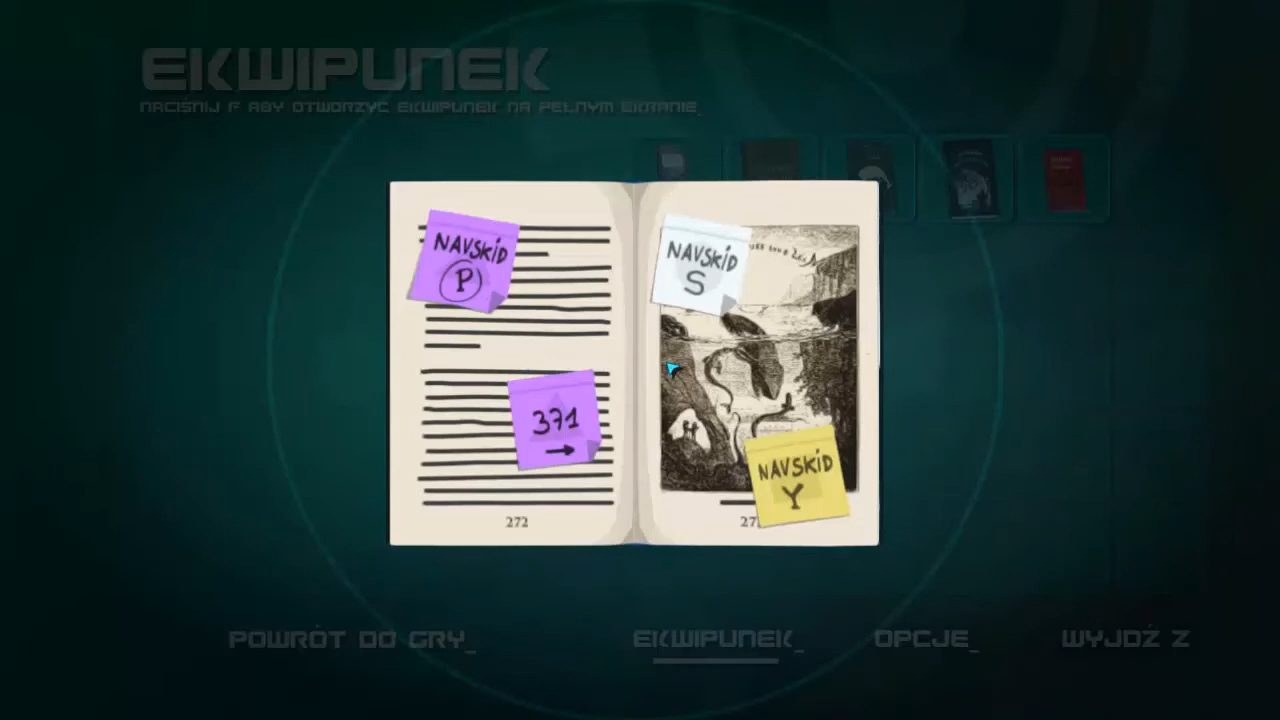 EKWIPUNEK
NACIŚNIJ F ABY OTWORZYĆ EKWIPUNEK NA PEŁNYM EKRANIE_
NAVSKID
P
371
→
272
NAVSKID
S
NAVSKID
Y
27
POWRÓT DO GRY_
EKWIPUNEK_
OPCJE_
WYJDŹ Z